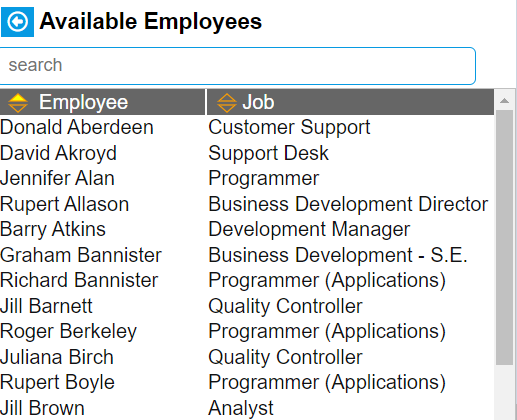 Available Employees
search
Employee Job
Donald Aberdeen Customer Support
David Akroyd Support Desk
Jennifer Alan Programmer
Rupert Allason Business Development Director
Barry Atkins Development Manager
Graham Bannister Business Development - S.E.
Richard Bannister Programmer (Applications)
Jill Barnett Quality Controller
Roger Berkeley Programmer (Applications)
Juliana Birch Quality Controller
Rupert Boyle Programmer (Applications)
Jill Brown Analyst